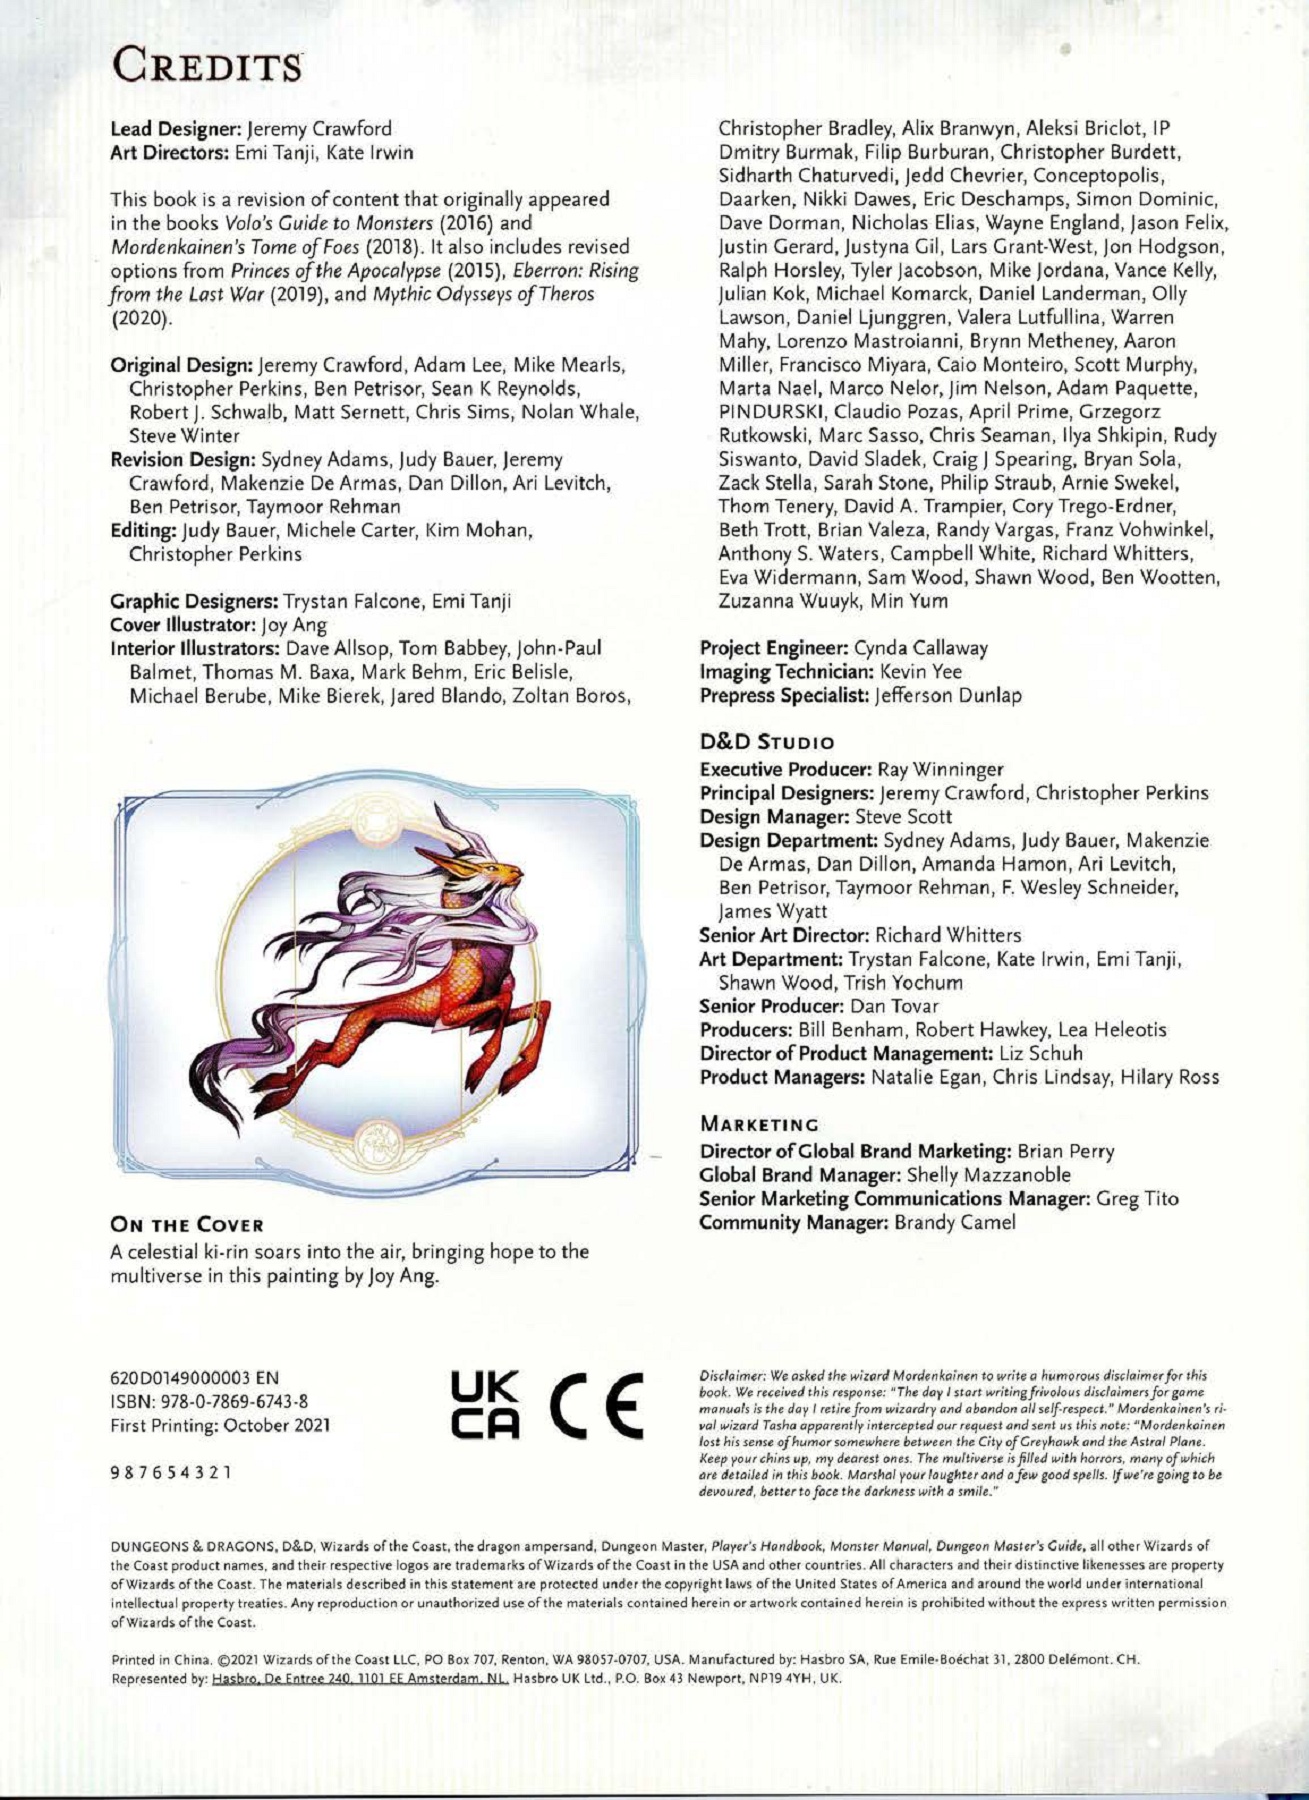 CREDITS
Lead Designer: Jeremy Crawford
Art Directors: Emi Tanji, Kate Irwin
This book is a revision of content that originally appeared
in the books Volo's Guide to Monsters (2016) and
Mordenkainen's Tome of Foes (2018). It also includes revised
options from Princes of the Apocalypse (2015), Eberron: Rising
from the Last War (2019), and Mythic Odysseys of Theros
(2020).
Original Design: Jeremy Crawford, Adam Lee, Mike Mearls,
Christopher Perkins, Ben Petrisor, Sean K Reynolds,
Robert J. Schwalb, Matt Sernett, Chris Sims, Nolan Whale,
Steve Winter
Revision Design: Sydney Adams, Judy Bauer, Jeremy
Crawford, Makenzie De Armas, Dan Dillon, Ari Levitch,
Ben Petrisor, Taymoor Rehman
Editing: Judy Bauer, Michele Carter, Kim Mohan,
Christopher Perkins
Graphic Designers: Trystan Falcone, Emi Tanji
Cover Illustrator: Joy Ang
Interior Illustrators: Dave Allsop, Tom Babbey, John-Paul
Balmet, Thomas M. Baxa, Mark Behm, Eric Belisle,
Michael Berube, Mike Bierek, Jared Blando, Zoltan Boros,
ON THE COVER
A celestial ki-rin soars into the air, bringing hope to the
multiverse in this painting by Joy Ang.
Christopher Bradley, Alix Branwyn, Aleksi Briclot, IP
Dmitry Burmak, Filip Burburan, Christopher Burdett,
Sidharth Chaturvedi, Jedd Chevrier, Conceptopolis,
Daarken, Nikki Dawes, Eric Deschamps, Simon Dominic,
Dave Dorman, Nicholas Elias, Wayne England, Jason Felix,
Justin Gerard, Justyna Gil, Lars Grant-West, Jon Hodgson,
Ralph Horsley, Tyler Jacobson, Mike Jordana, Vance Kelly,
Julian Kok, Michael Komarck, Daniel Landerman, Olly
Lawson, Daniel Ljunggren, Valera Lutfullina, Warren
Mahy, Lorenzo Mastroianni, Brynn Metheney, Aaron
Miller, Francisco Miyara, Caio Monteiro, Scott Murphy,
Marta Nael, Marco Nelor, Jim Nelson, Adam Paquette,
PINDURSKI, Claudio Pozas, April Prime, Grzegorz
Rutkowski, Marc Sasso, Chris Seaman, Ilya Shkipin, Rudy
Siswanto, David Sladek, Craig J Spearing, Bryan Sola,
Zack Stella, Sarah Stone, Philip Straub, Arnie Swekel,
Thom Tenery, David A. Trampier, Cory Trego-Erdner,
Beth Trott, Brian Valeza, Randy Vargas, Franz Vohwinkel,
Anthony S. Waters, Campbell White, Richard Whitters,
Eva Widermann, Sam Wood, Shawn Wood, Ben Wootten,
Zuzanna Wuuyk, Min Yum
Project Engineer: Cynda Callaway
Imaging Technician: Kevin Yee
Prepress Specialist: Jefferson Dunlap
D&D STUDIO
Executive Producer: Ray Winninger
Principal Designers: Jeremy Crawford, Christopher Perkins
Design Manager: Steve Scott
Design Department: Sydney Adams, Judy Bauer, Makenzie
De Armas, Dan Dillon, Amanda Hamon, Ari Levitch,
Ben Petrisor, Taymoor Rehman, F. Wesley Schneider,
James Wyatt
Senior Art Director: Richard Whitters
Art Department: Trystan Falcone, Kate Irwin, Emi Tanji,
Shawn Wood, Trish Yochum
Senior Producer: Dan Tovar
Producers: Bill Benham, Robert Hawkey, Lea Heleotis
Director of Product Management: Liz Schuh
Product Managers: Natalie Egan, Chris Lindsay, Hilary Ross
MARKETING
Director of Global Brand Marketing: Brian Perry
Global Brand Manager: Shelly Mazzanoble
Senior Marketing Communications Manager: Greg Tito
Community Manager: Brandy Camel
620D0149000003 EN
ISBN: 978-0-7869-6743-8
First Printing: October 2021
9 8 7 6 5 4 3 2 1
UK
CA
CE
Disclaimer: We asked the wizard Mordenkainen to write a humorous disclaimer for this
book. We received this response: "The day I start writing frivolous disclaimers for game
manuals is the day I retire from wizardry and abandon all self-respect." Mordenkainen's ri-
val wizard Tasha apparently intercepted our request and sent us this note: "Mordenkainen
lost his sense of humor somewhere between the City of Greyhawk and the Astral Plane.
Keep your chins up, my dearest ones. The multiverse is filled with horrors, many of which
are detailed in this book. Marshal your laughter and a few good spells. If we're going to be
devoured, better to face the darkness with a smile."
DUNGEONS & DRAGONS, D&D, Wizards of the Coast, the dragon ampersand, Dungeon Master, Player's Handbook, Monster Manual, Dungeon Master's Guide, all other Wizards of
the Coast product names, and their respective logos are trademarks of Wizards of the Coast in the USA and other countries. All characters and their distinctive likenesses are property
of Wizards of the Coast. The materials described in this statement are protected under the copyright laws of the United States of America and around the world under international
intellectual property treaties. Any reproduction or unauthorized use of the materials contained herein or artwork contained herein is prohibited without the express written permission
of Wizards of the Coast.
Printed in China. ©2021 Wizards of the Coast LLC, PO Box 707, Renton, WA 98057-0707, USA. Manufactured by: Hasbro SA, Rue Emile-Boéchat 31, 2800 Delémont. CH.
Represented by: Hasbro, De Entree 240, 1101 EE Amsterdam, NL. Hasbro UK Ltd., P.O. Box 43 Newport, NP19 4YH, UK.